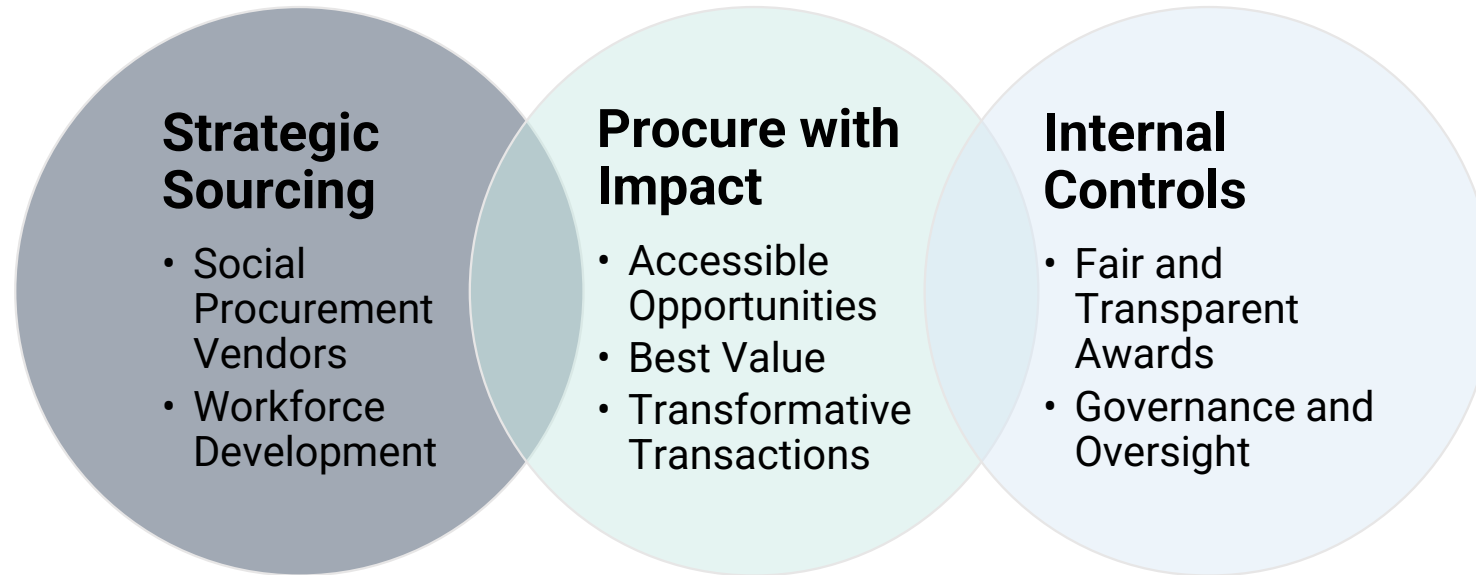 Strategic
Sourcing
• Social
Procurement
Vendors
• Workforce
Development
Procure with
Impact
• Accessible
Opportunities
• Best Value
• Transformative
Transactions
Internal
Controls
• Fair and
Transparent
Awards
• Governance and
Oversight